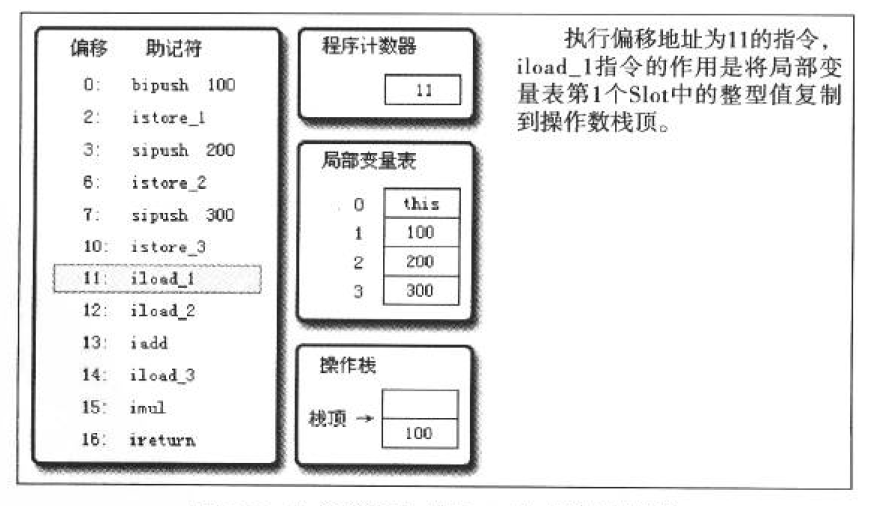 偏移 助记符
0: bipush 100
2: istore_1
3: sipush 200
6: istore_2
7: sipush 300
10: istore_3
11: iload_1
12: iload_2
13: iadd
14: iload_3
15: imul
16: ireturn
程序计数器
11
局部变量表
0 this
1 100
2 200
3 300
操作栈
栈顶 →
100
执行偏移地址为11的指令，
iload_1指令的作用是将局部变
量表第1个Slot中的整型值复制
到操作数栈顶。